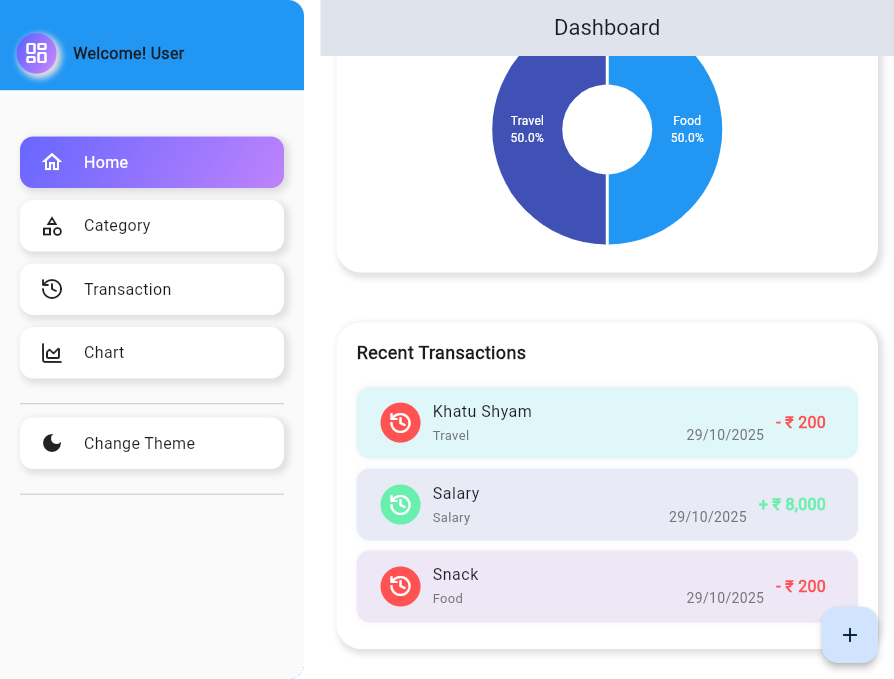 Welcome! User
Home
Category
Transaction
Chart
Change Theme
Dashboard
Travel
50.0%
Food
50.0%
Recent Transactions
Khatu Shyam
Travel
29/10/2025
- ₹ 200
Salary
Salary
29/10/2025
+ ₹ 8,000
Snack
Food
29/10/2025
- ₹ 200